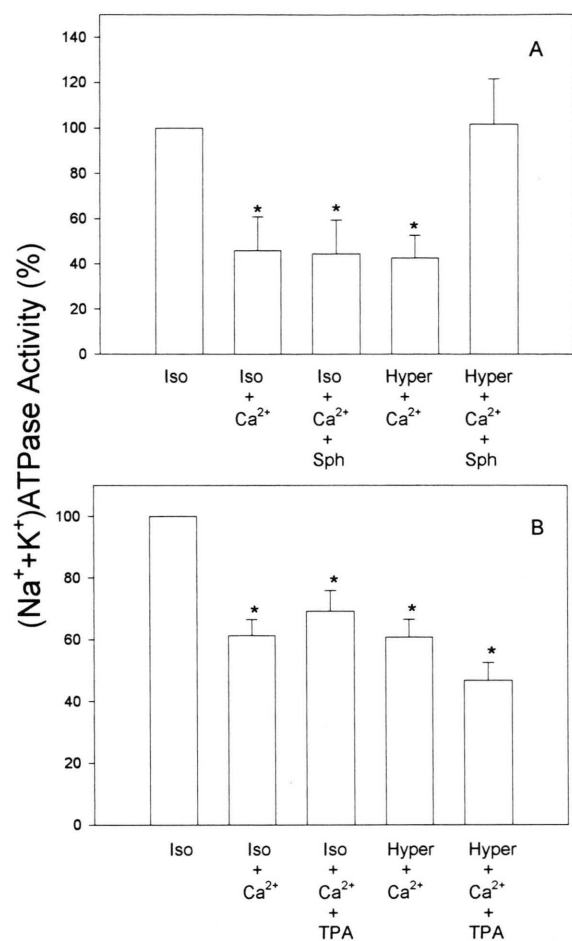 (Na⁺+K⁺)ATPase Activity (%)
A
140
120
100
80
60
40
20
0
*
*
*
Iso
Iso
+
Ca²⁺
Iso
+
Ca²⁺
+
Sph
Hyper
+
Ca²⁺
Hyper
+
Ca²⁺
+
Sph
B
100
80
60
40
20
0
*
*
*
*
Iso
Iso
+
Ca²⁺
Iso
+
Ca²⁺
+
TPA
Hyper
+
Ca²⁺
Hyper
+
Ca²⁺
+
TPA